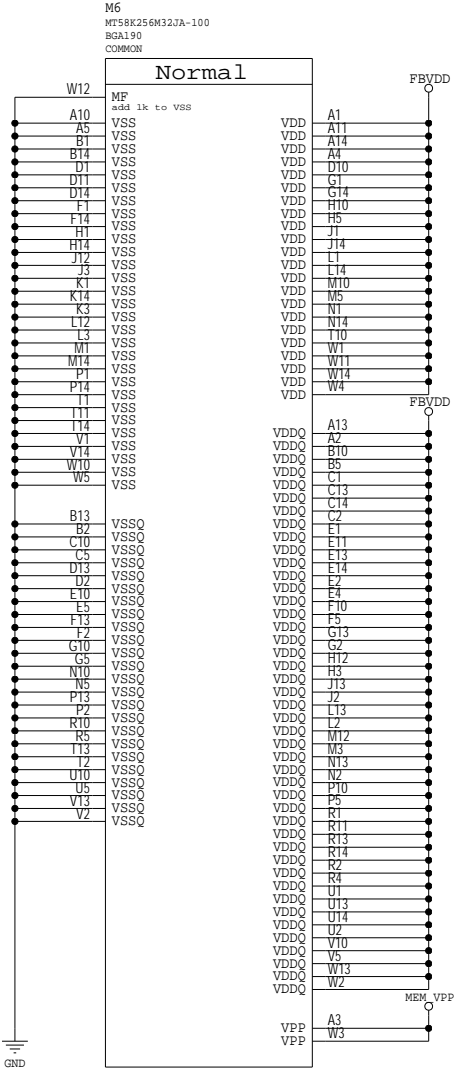 M6
MT58K256M32JA-100
BGA190
COMMON
Normal
FBVDD
W12 MF
add 1k to VSS
A10 VSS VDD A1
A5 VSS VDD A11
B1 VSS VDD A14
B14 VSS VDD A4
D1 VSS VDD D10
D11 VSS VDD G1
D14 VSS VDD G14
F1 VSS VDD H10
F14 VSS VDD H5
H1 VSS VDD J1
H14 VSS VDD J14
J12 VSS VDD L1
J3 VSS VDD L14
K1 VSS VDD M10
K14 VSS VDD M5
K3 VSS VDD N1
L12 VSS VDD N14
L3 VSS VDD T10
M1 VSS VDD W1
M14 VSS VDD W11
P1 VSS VDD W14
P14 VSS VDD W4
T1 VSS
FBVDD
T11 VSS
T14 VSS VDDQ A13
V1 VSS VDDQ A2
V14 VSS VDDQ B10
W10 VSS VDDQ B5
W5 VSS VDDQ C1
VDDQ C13
VDDQ C14
B13 VSSQ VDDQ C2
B2 VSSQ VDDQ E1
C10 VSSQ VDDQ E11
C5 VSSQ VDDQ E13
D13 VSSQ VDDQ E14
D2 VSSQ VDDQ E2
E10 VSSQ VDDQ E4
E5 VSSQ VDDQ F10
F13 VSSQ VDDQ F5
F2 VSSQ VDDQ G13
G10 VSSQ VDDQ G2
G5 VSSQ VDDQ H12
N10 VSSQ VDDQ H3
N5 VSSQ VDDQ J13
P13 VSSQ VDDQ J2
P2 VSSQ VDDQ L13
R10 VSSQ VDDQ L2
R5 VSSQ VDDQ M12
T13 VSSQ VDDQ M3
T2 VSSQ VDDQ N13
U10 VSSQ VDDQ N2
U5 VSSQ VDDQ P10
V13 VSSQ VDDQ P5
V2 VSSQ VDDQ R1
VDDQ R11
VDDQ R13
VDDQ R14
VDDQ R2
VDDQ R4
VDDQ U1
VDDQ U13
VDDQ U14
VDDQ U2
VDDQ V10
VDDQ V5
VDDQ W13
VDDQ W2
MEM_VPP
VPP A3
VPP W3
GND